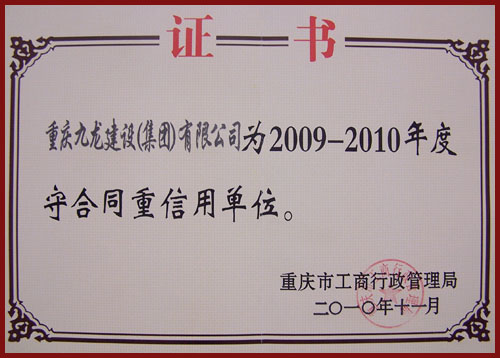 证书
重庆九龙建设(集团)有限公司为2009-2010年度
守合同重信用单位。
重庆市工商行政管理局
二〇一〇年十一月